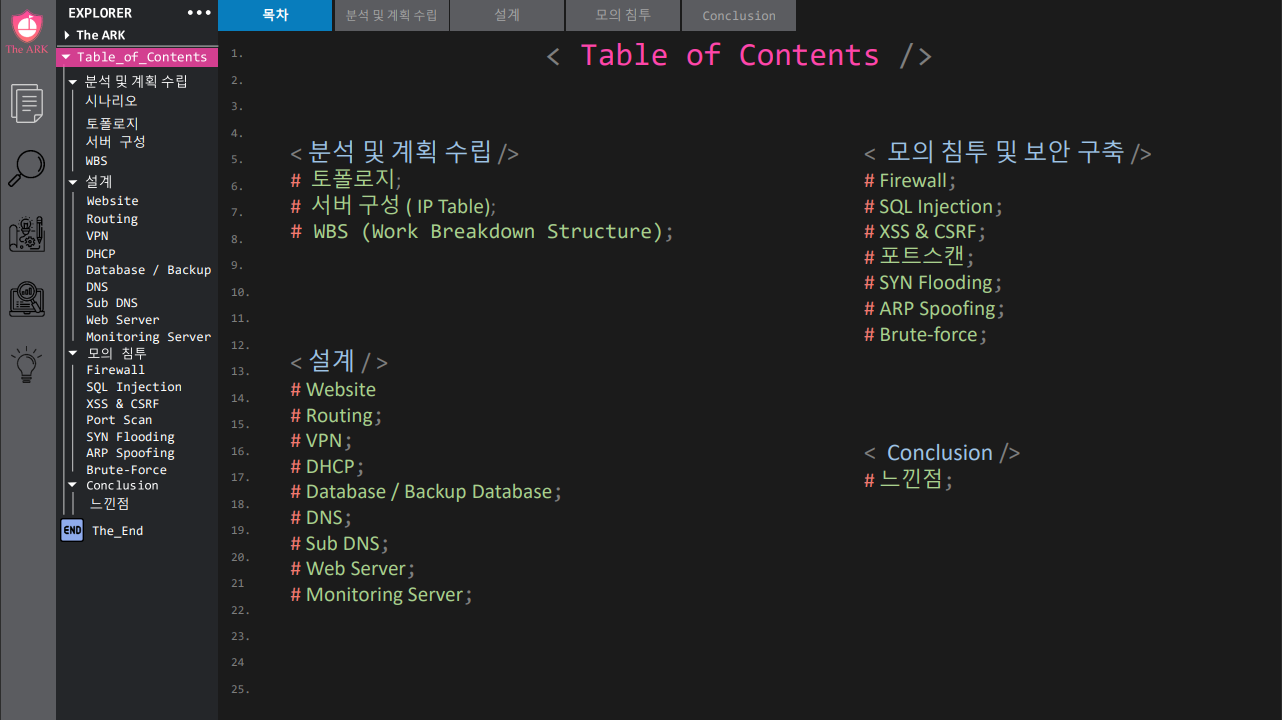 The ARK
EXPLORER
The ARK
Table_of_Contents
분석 및 계획 수립
시나리오
토폴로지
서버 구성
WBS
설계
Website
Routing
VPN
DHCP
Database / Backup
DNS
Sub DNS
Web Server
Monitoring Server
모의 침투
Firewall
SQL Injection
XSS & CSRF
Port Scan
SYN Flooding
ARP Spoofing
Brute-Force
Conclusion
느낀점
END The_End
목차 분석 및 계획 수립 설계 모의 침투 Conclusion
1.
2.
3.
4.
5.
6.
7.
8.
9.
10.
11.
12.
13.
14.
15.
16.
17.
18.
19.
20.
21
22.
23.
24
25.
< Table of Contents />
< 분석 및 계획 수립 />
# 토폴로지;
# 서버 구성 ( IP Table);
# WBS (Work Breakdown Structure);
< 설계 / >
# Website
# Routing;
# VPN;
# DHCP;
# Database / Backup Database;
# DNS;
# Sub DNS;
# Web Server;
# Monitoring Server;
< 모의 침투 및 보안 구축 />
# Firewall;
# SQL Injection;
# XSS & CSRF;
# 포트스캔;
# SYN Flooding;
# ARP Spoofing;
# Brute-force;
< Conclusion />
# 느낀점;